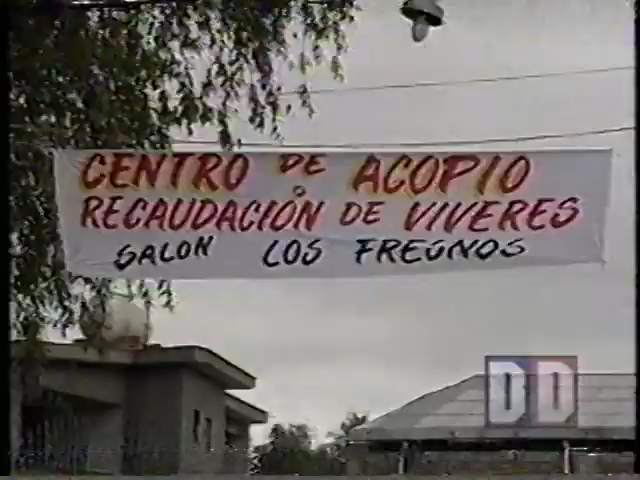 CENTRO DE ACOPIO
O
RECAUDACIÓN DE VIVERES
SALON LOS FRESNOS
DD